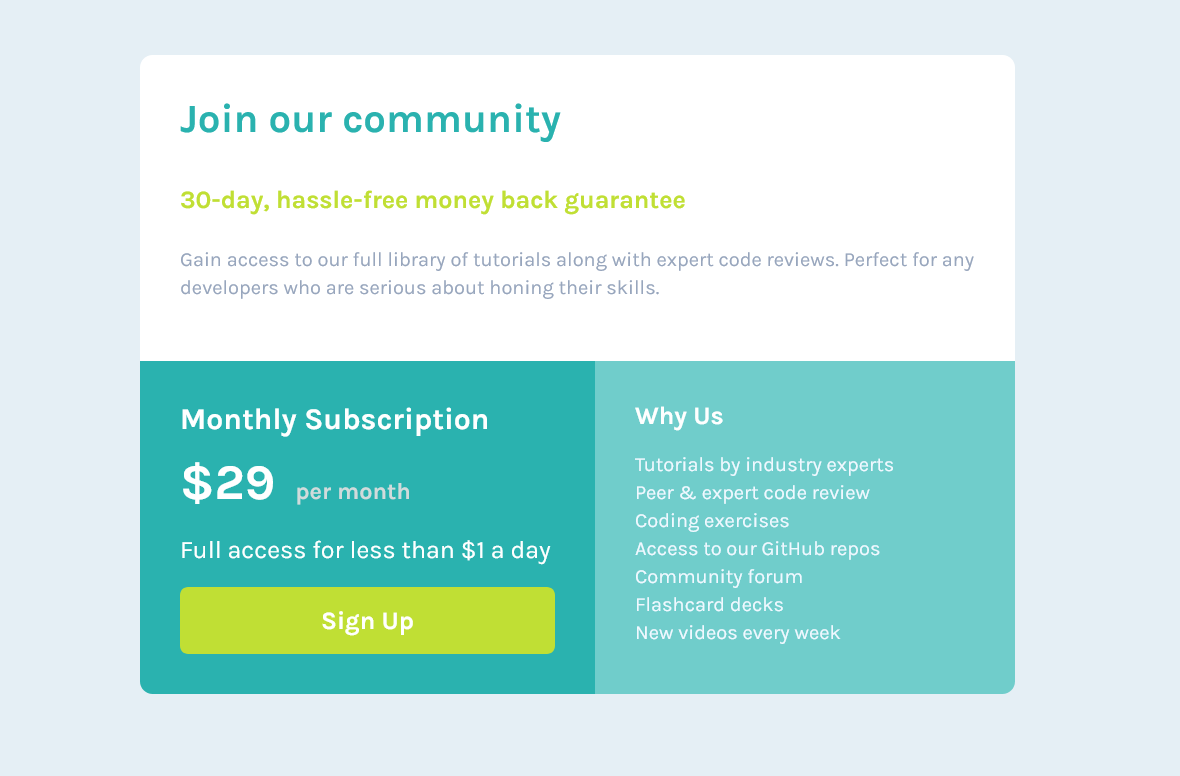 Join our community
30-day, hassle-free money back guarantee
Gain access to our full library of tutorials along with expert code reviews. Perfect for any
developers who are serious about honing their skills.
Monthly Subscription
$29 per month
Full access for less than $1 a day
Sign Up
Why Us
Tutorials by industry experts
Peer & expert code review
Coding exercises
Access to our GitHub repos
Community forum
Flashcard decks
New videos every week